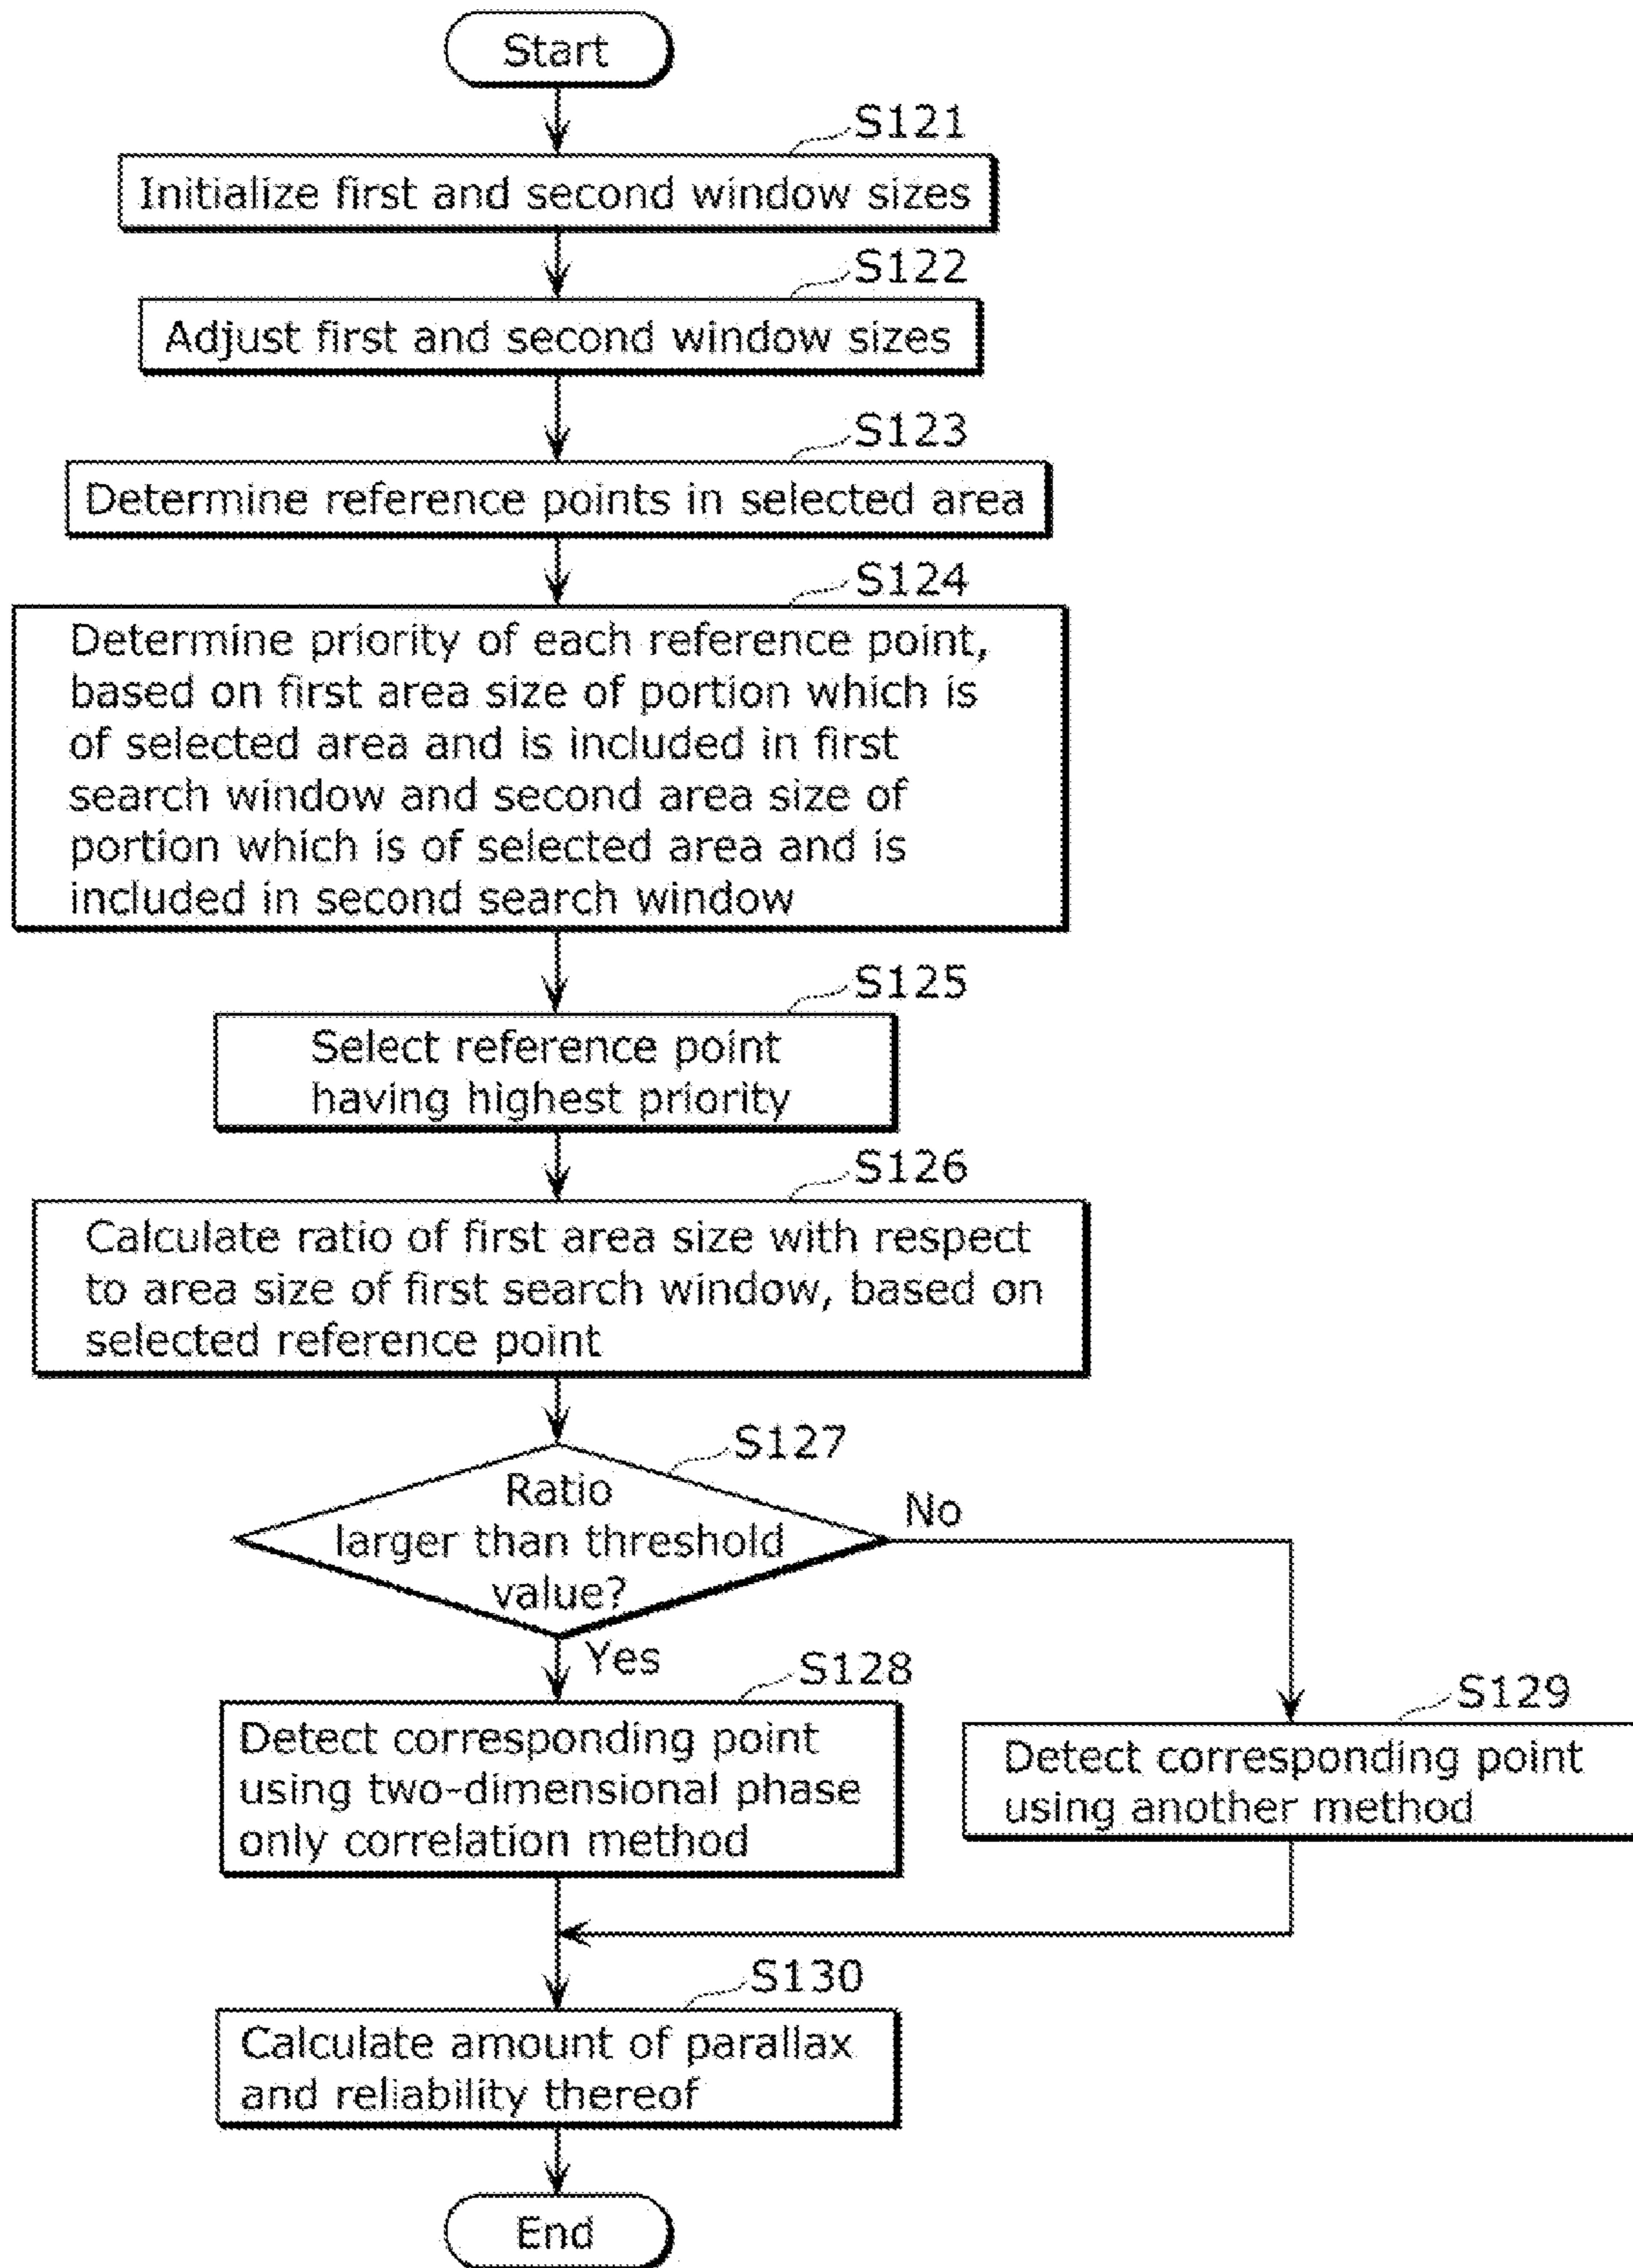 Start
S121
Initialize first and second window sizes
S122
Adjust first and second window sizes
S123
Determine reference points in selected area
S124
Determine priority of each reference point,
based on first area size of portion which is
of selected area and is included in first
search window and second area size of
portion which is of selected area and is
included in second search window
S125
Select reference point
having highest priority
S126
Calculate ratio of first area size with respect
to area size of first search window, based on
selected reference point
S127
Ratio
larger than threshold
value?
No
Yes
S128
Detect corresponding point
using two-dimensional phase
only correlation method
S129
Detect corresponding point
using another method
S130
Calculate amount of parallax
and reliability thereof
End